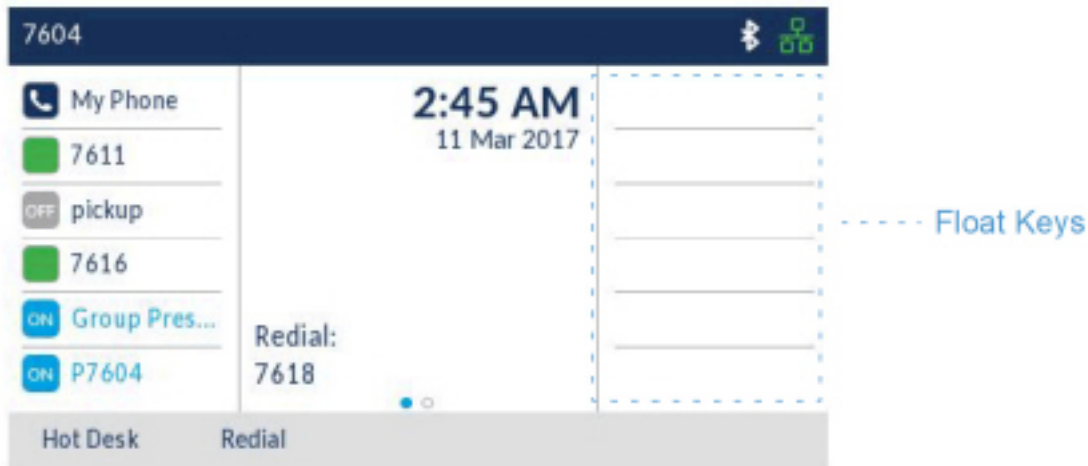 7604
My Phone
7611
OFF pickup
7616
ON Group Pres...
ON P7604
2:45 AM
11 Mar 2017
Redial:
7618
Float Keys
Hot Desk Redial